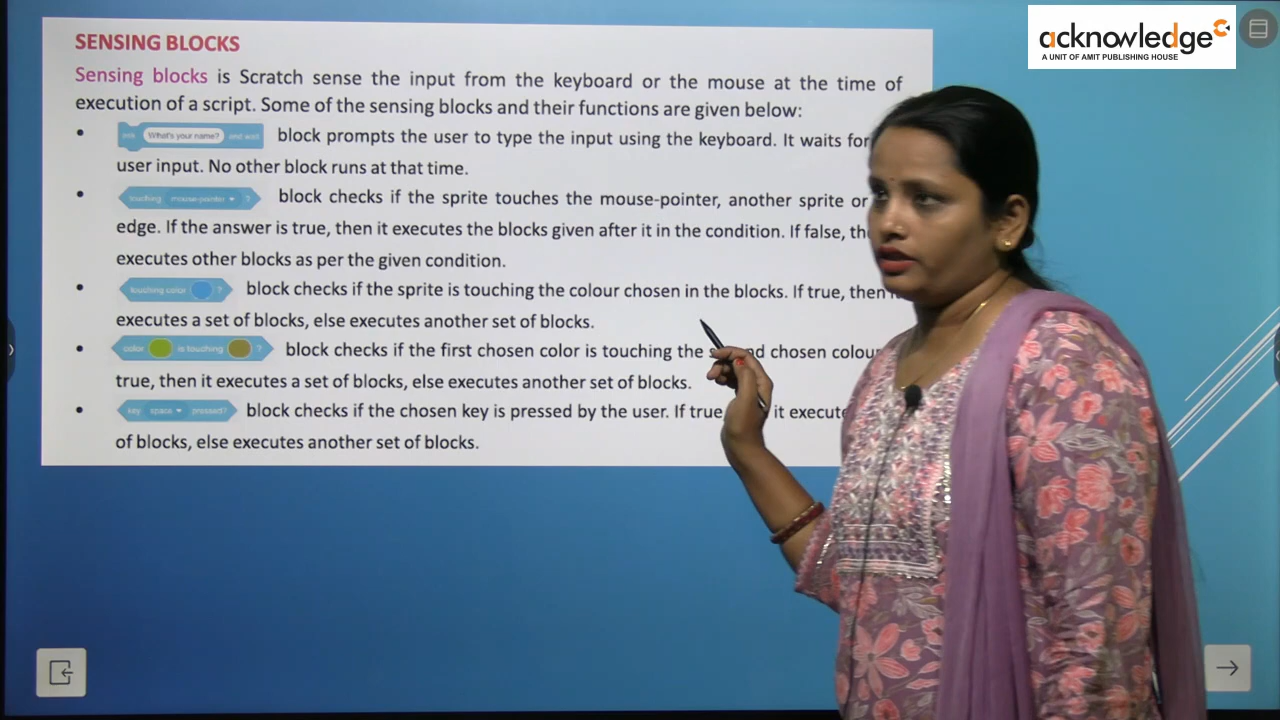 acknowledge
A UNIT OF AMIT PUBLISHING HOUSE
SENSING BLOCKS
Sensing blocks is Scratch sense the input from the keyboard or the mouse at the time of
execution of a script. Some of the sensing blocks and their functions are given below:
• ask What's your name? and wait block prompts the user to type the input using the keyboard. It waits for
user input. No other block runs at that time.
• touching mouse-pointer ? block checks if the sprite touches the mouse-pointer, another sprite or
edge. If the answer is true, then it executes the blocks given after it in the condition. If false,
executes other blocks as per the given condition.
• touching color ? block checks if the sprite is touching the colour chosen in the blocks. If true, then
executes a set of blocks, else executes another set of blocks.
• color is touching ? block checks if the first chosen color is touching the chosen
true, then it executes a set of blocks, else executes another set of blocks.
• key space pressed? block checks if the chosen key is pressed by the user. If true, it
of blocks, else executes another set of blocks.